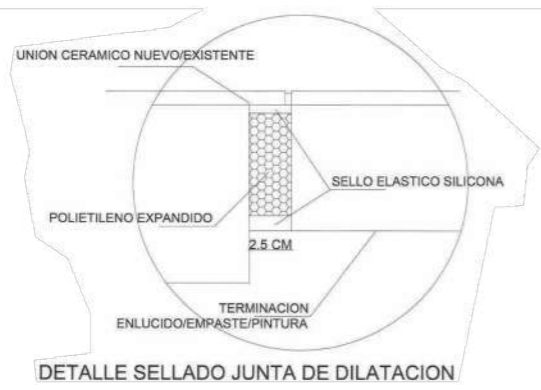 UNION CERAMICO NUEVO/EXISTENTE
SELLO ELASTICO SILICONA
POLIETILENO EXPANDIDO
2.5 CM
TERMINACION
ENLUCIDO/EMPASTE/PINTURA
DETALLE SELLADO JUNTA DE DILATACION